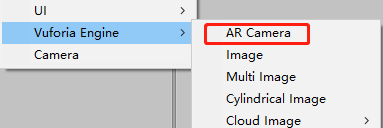 UI
Vuforia Engine
Camera
AR Camera
Image
Multi Image
Cylindrical Image
Cloud Image